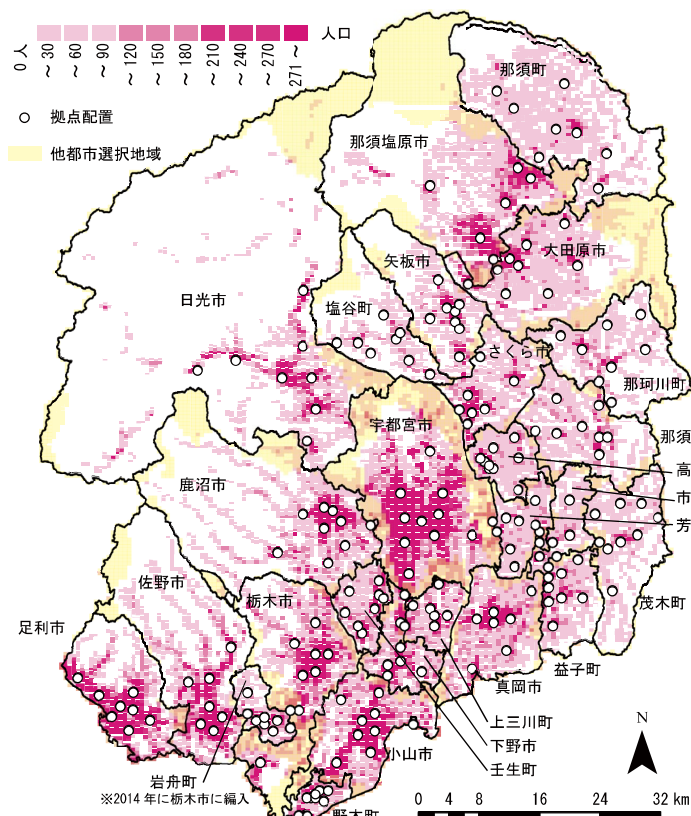 人口
0人
~30
~60
~90
~120
~150
~180
~210
~240
~270
271~
拠点配置
他都市選択地域
那須町
那須塩原市
大田原市
矢板市
塩谷町
日光市
さくら市
那珂川町
宇都宮市
那須
高
市
芳
鹿沼市
佐野市
栃木市
足利市
茂木町
益子町
真岡市
上三川町
下野市
壬生町
小山市
岩舟町
※2014年に栃木市に編入
野木町
N
0 4 8 16 24 32 km